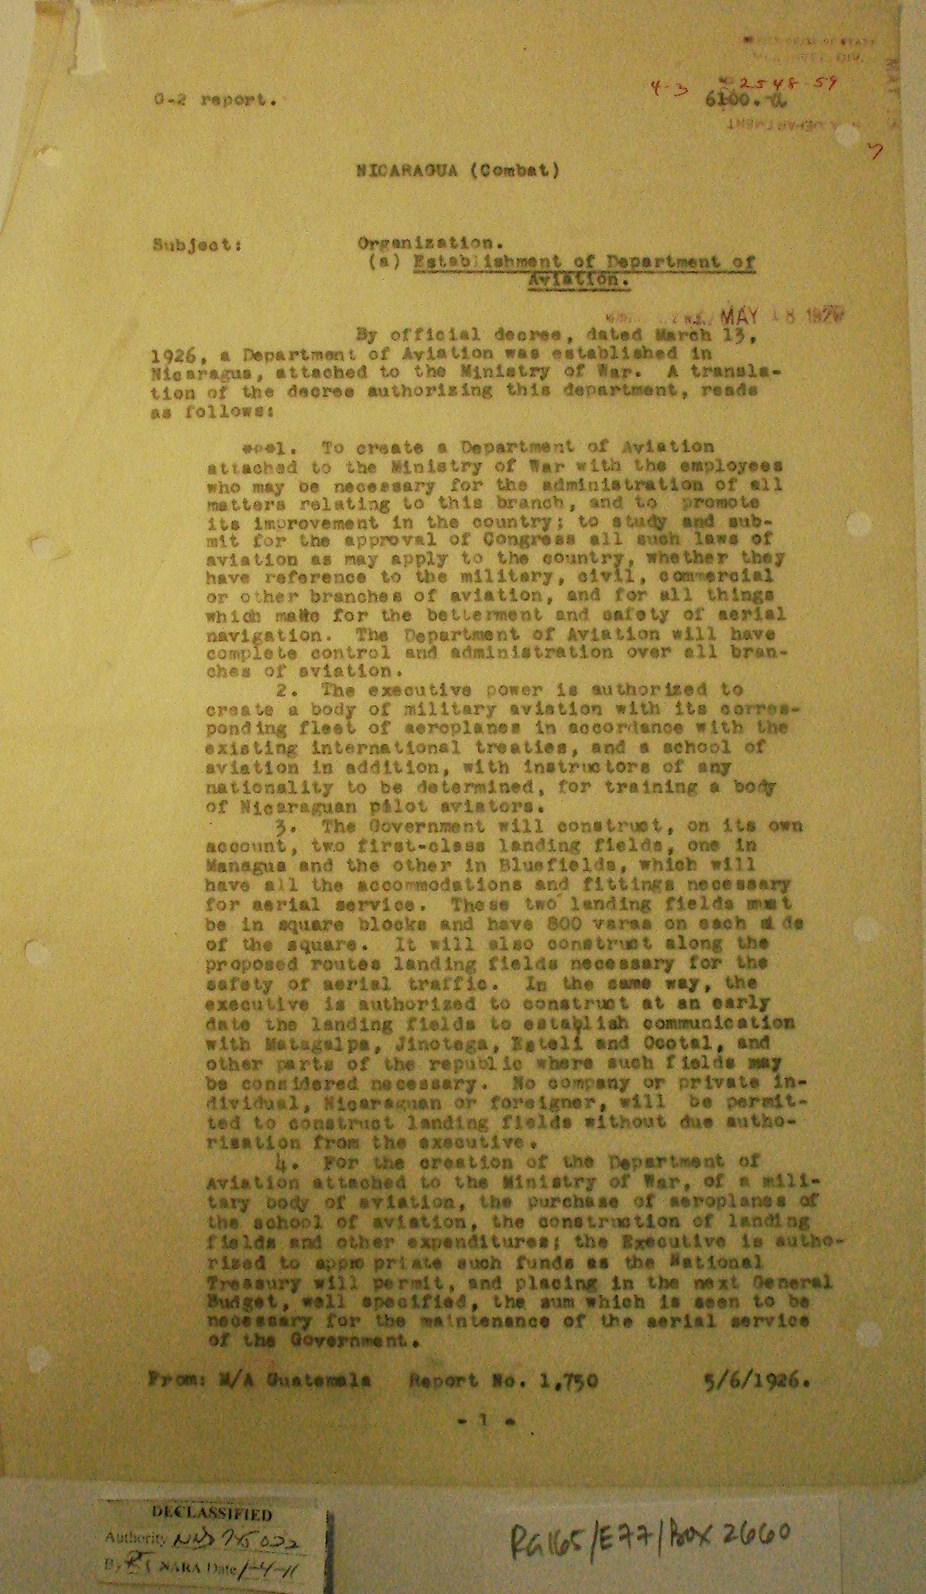 G-2 report.
4-3 2548-59
6100.-a
NICARAGUA (Combat)
Subject: Organization.
(a) Establishment of Department of
Aviation.
MAY 18 1926
By official decree, dated March 13,
1926, a Department of Aviation was established in
Nicaragua, attached to the Ministry of War. A transla-
tion of the decree authorizing this department, reads
as follows:
1. To create a Department of Aviation
attached to the Ministry of War with the employees
who may be necessary for the administration of all
matters relating to this branch, and to promote
its improvement in the country; to study and sub-
mit for the approval of Congress all such laws of
aviation as may apply to the country, whether they
have reference to the military, civil, commercial
or other branches of aviation, and for all things
which make for the betterment and safety of aerial
navigation. The Department of Aviation will have
complete control and administration over all bran-
ches of aviation.
2. The executive power is authorized to
create a body of military aviation with its corres-
ponding fleet of aeroplanes in accordance with the
existing international treaties, and a school of
aviation in addition, with instructors of any
nationality to be determined, for training a body
of Nicaraguan pilot aviators.
3. The Government will construct, on its own
account, two first-class landing fields, one in
Managua and the other in Bluefields, which will
have all the accommodations and fittings necessary
for aerial service. These two landing fields must
be in square blocks and have 800 varas on each side
of the square. It will also construct along the
proposed routes landing fields necessary for the
safety of aerial traffic. In the same way, the
executive is authorized to construct at an early
date the landing fields to establish communication
with Matagalpa, Jinotega, Esteli and Ocotal, and
other parts of the republic where such fields may
be considered necessary. No company or private in-
dividual, Nicaraguan or foreigner, will be permit-
ted to construct landing fields without due autho-
risation from the executive.
4. For the creation of the Department of
Aviation attached to the Ministry of War, of a mili-
tary body of aviation, the purchase of aeroplanes of
the school of aviation, the construction of landing
fields and other expenditures; the Executive is autho-
rized to appro priate such funds as the National
Treasury will permit, and placing in the next General
Budget, well specified, the sum which is seen to be
necessary for the maintenance of the aerial service
of the Government.
From: M/A Guatemala Report No. 1,750 5/6/1926.
- 1 -
DECLASSIFIED
Authority NND 745022
By NARA Date 1-4-11
RG165/E77/Box 2660